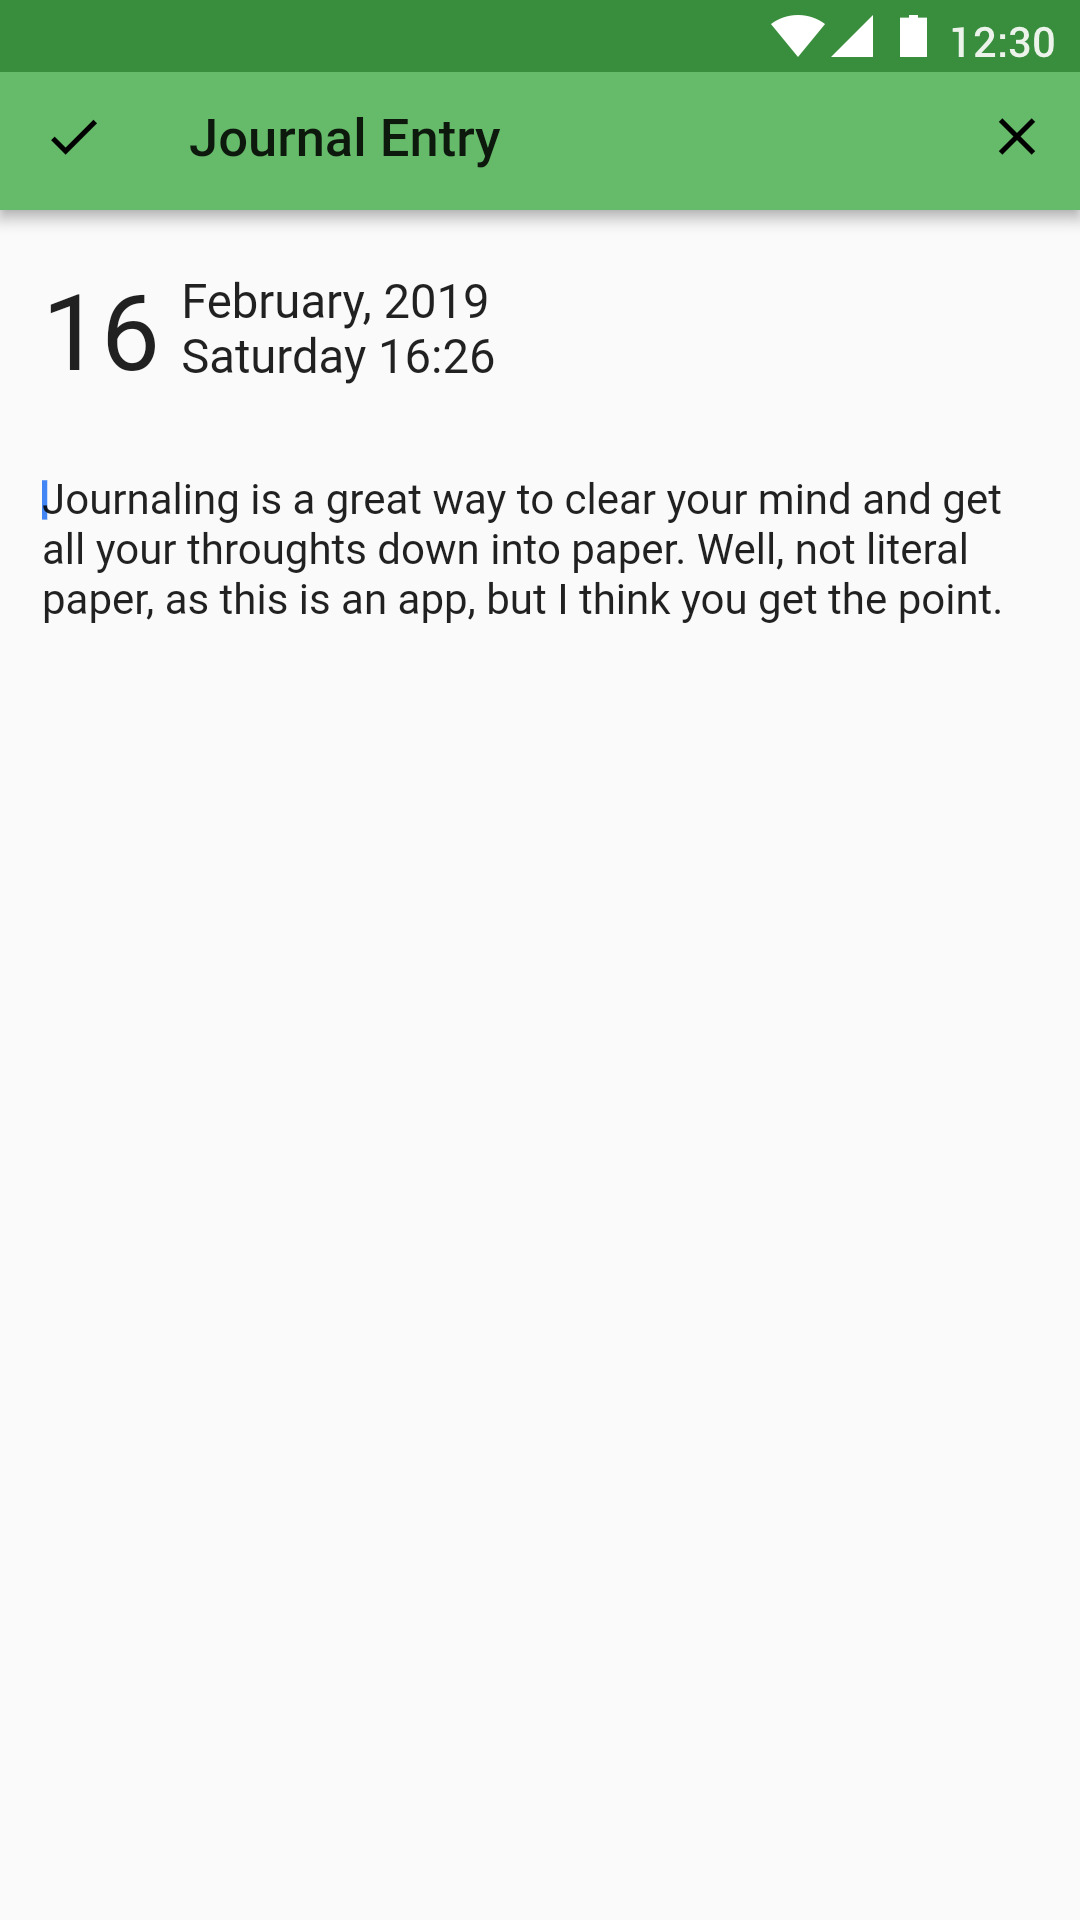 12:30
Journal Entry
16
February, 2019
Saturday 16:26
Journaling is a great way to clear your mind and get
all your throughts down into paper. Well, not literal
paper, as this is an app, but I think you get the point.